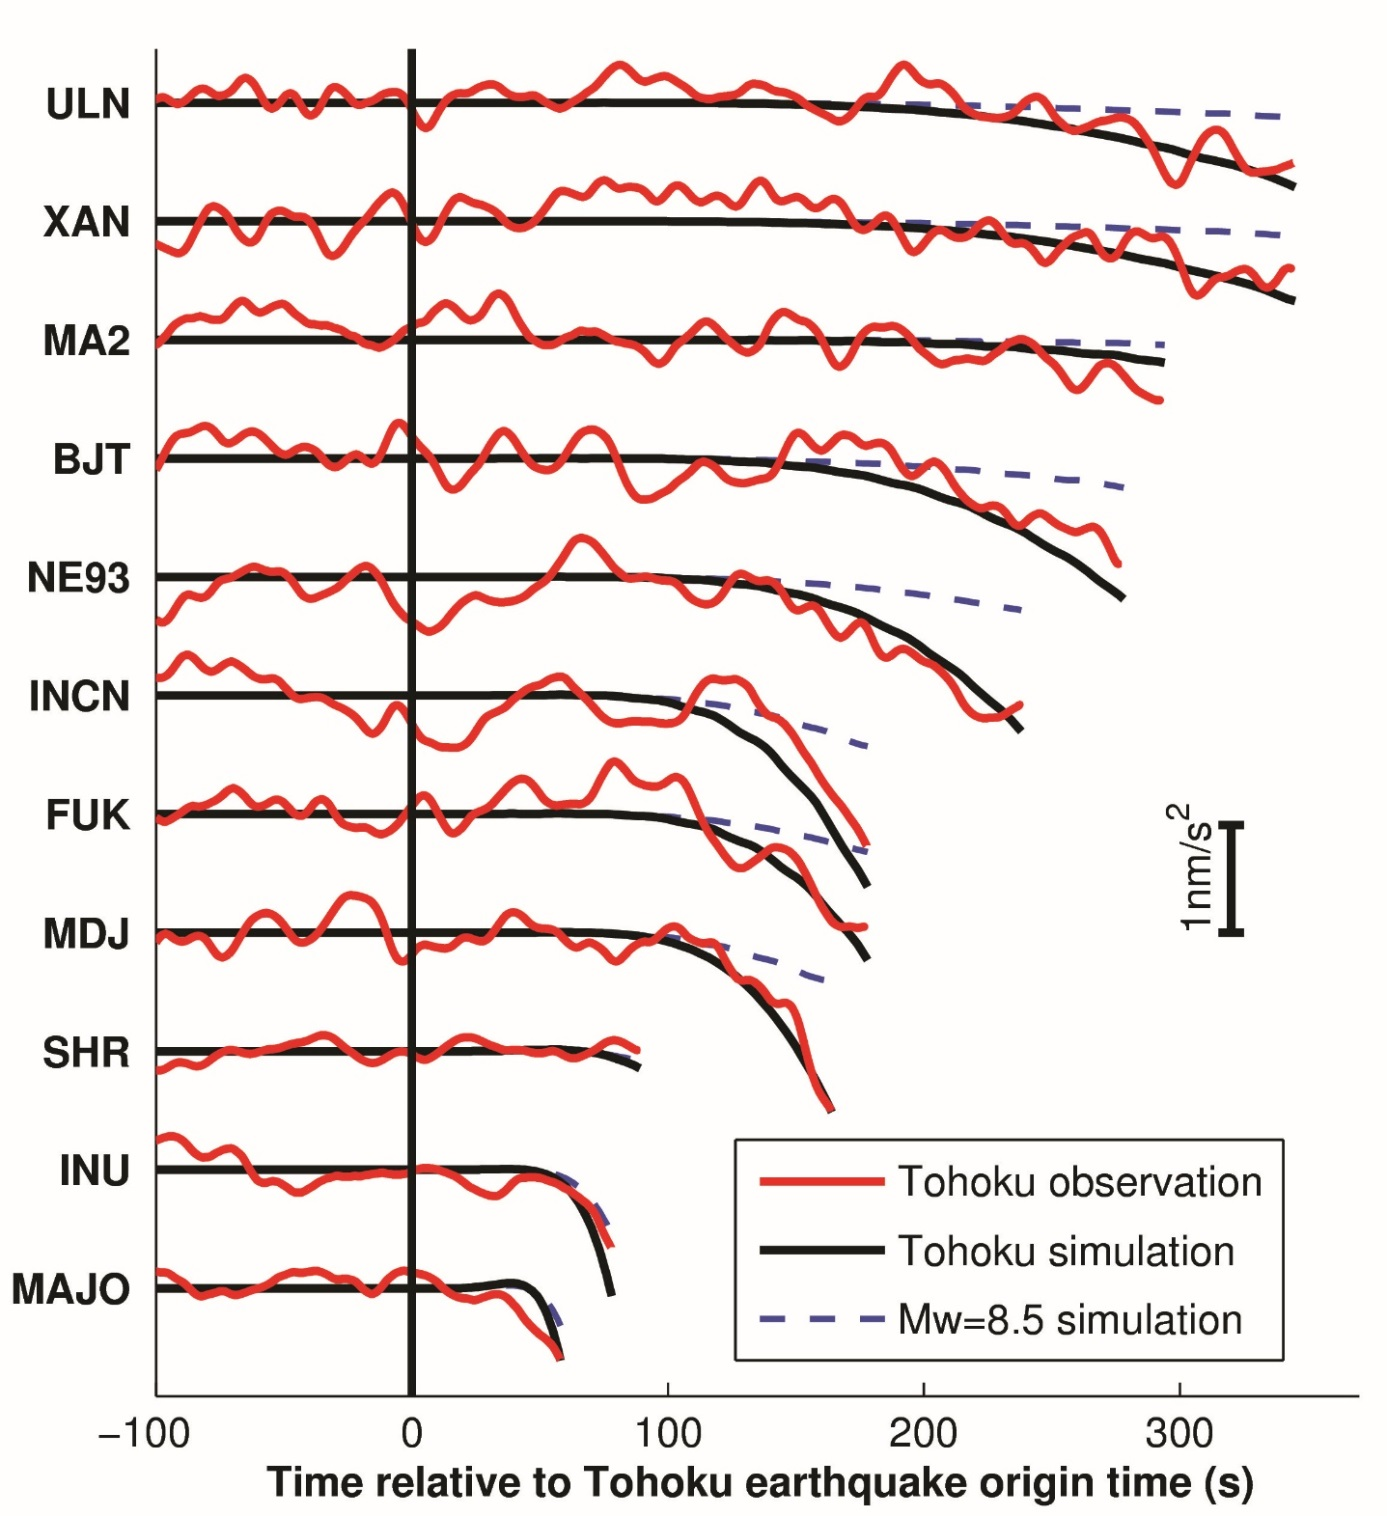 ULN
XAN
MA2
BJT
NE93
INCN
FUK
MDJ
SHR
INU
MAJO
1nm/s²
Tohoku observation
Tohoku simulation
Mw=8.5 simulation
−100 0 100 200 300
Time relative to Tohoku earthquake origin time (s)